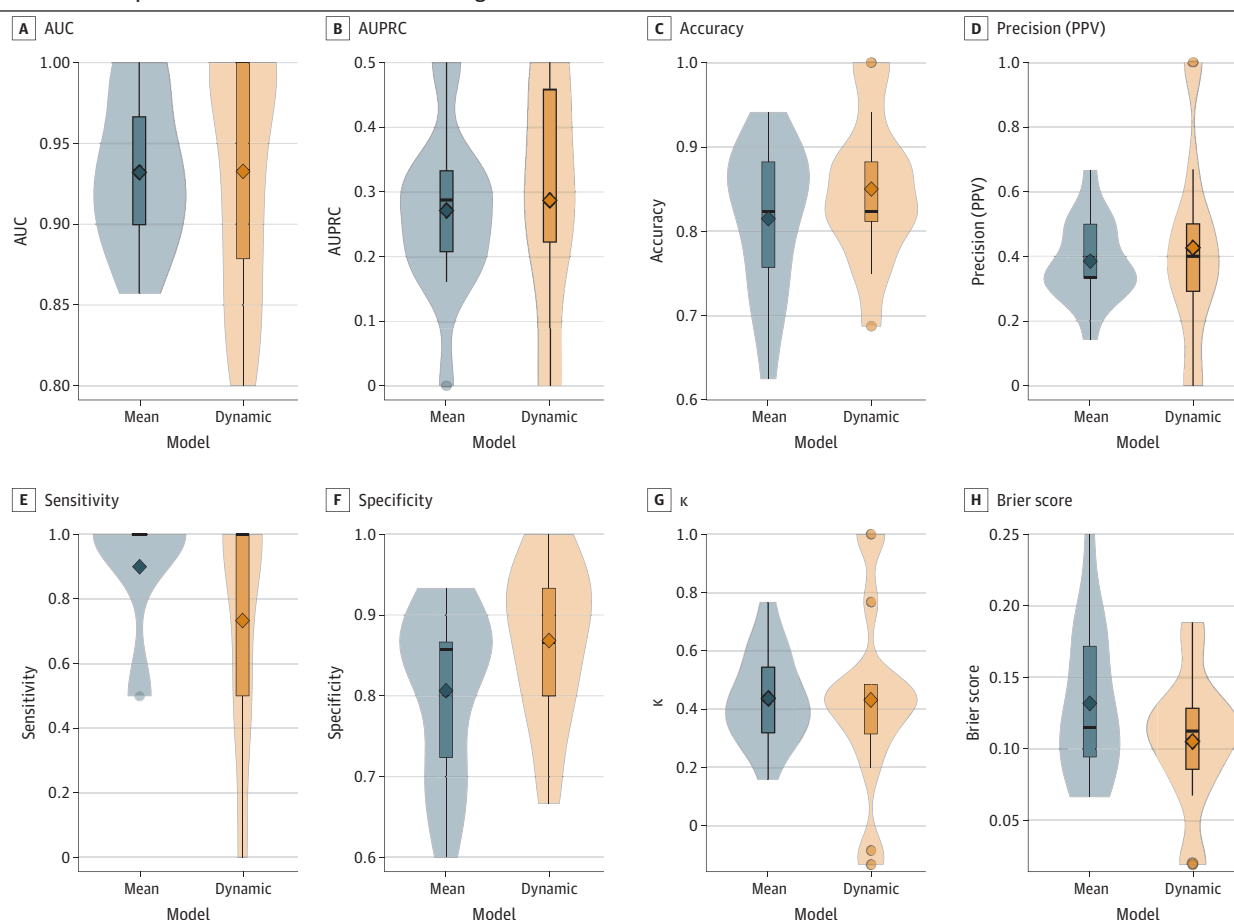 A AUC
B AUPRC
C Accuracy
D Precision (PPV)
1.00
0.95
0.90
0.85
0.80
AUC
Mean Dynamic
Model
0.5
0.4
0.3
0.2
0.1
0
AUPRC
Mean Dynamic
Model
1.0
0.9
0.8
0.7
0.6
Accuracy
Mean Dynamic
Model
1.0
0.8
0.6
0.4
0.2
0
Precision (PPV)
Mean Dynamic
Model
E Sensitivity
F Specificity
G κ
H Brier score
1.0
0.8
0.6
0.4
0.2
0
Sensitivity
Mean Dynamic
Model
1.0
0.9
0.8
0.7
0.6
Specificity
Mean Dynamic
Model
1.0
0.8
0.6
0.4
0.2
0
κ
Mean Dynamic
Model
0.25
0.20
0.15
0.10
0.05
Brier score
Mean Dynamic
Model